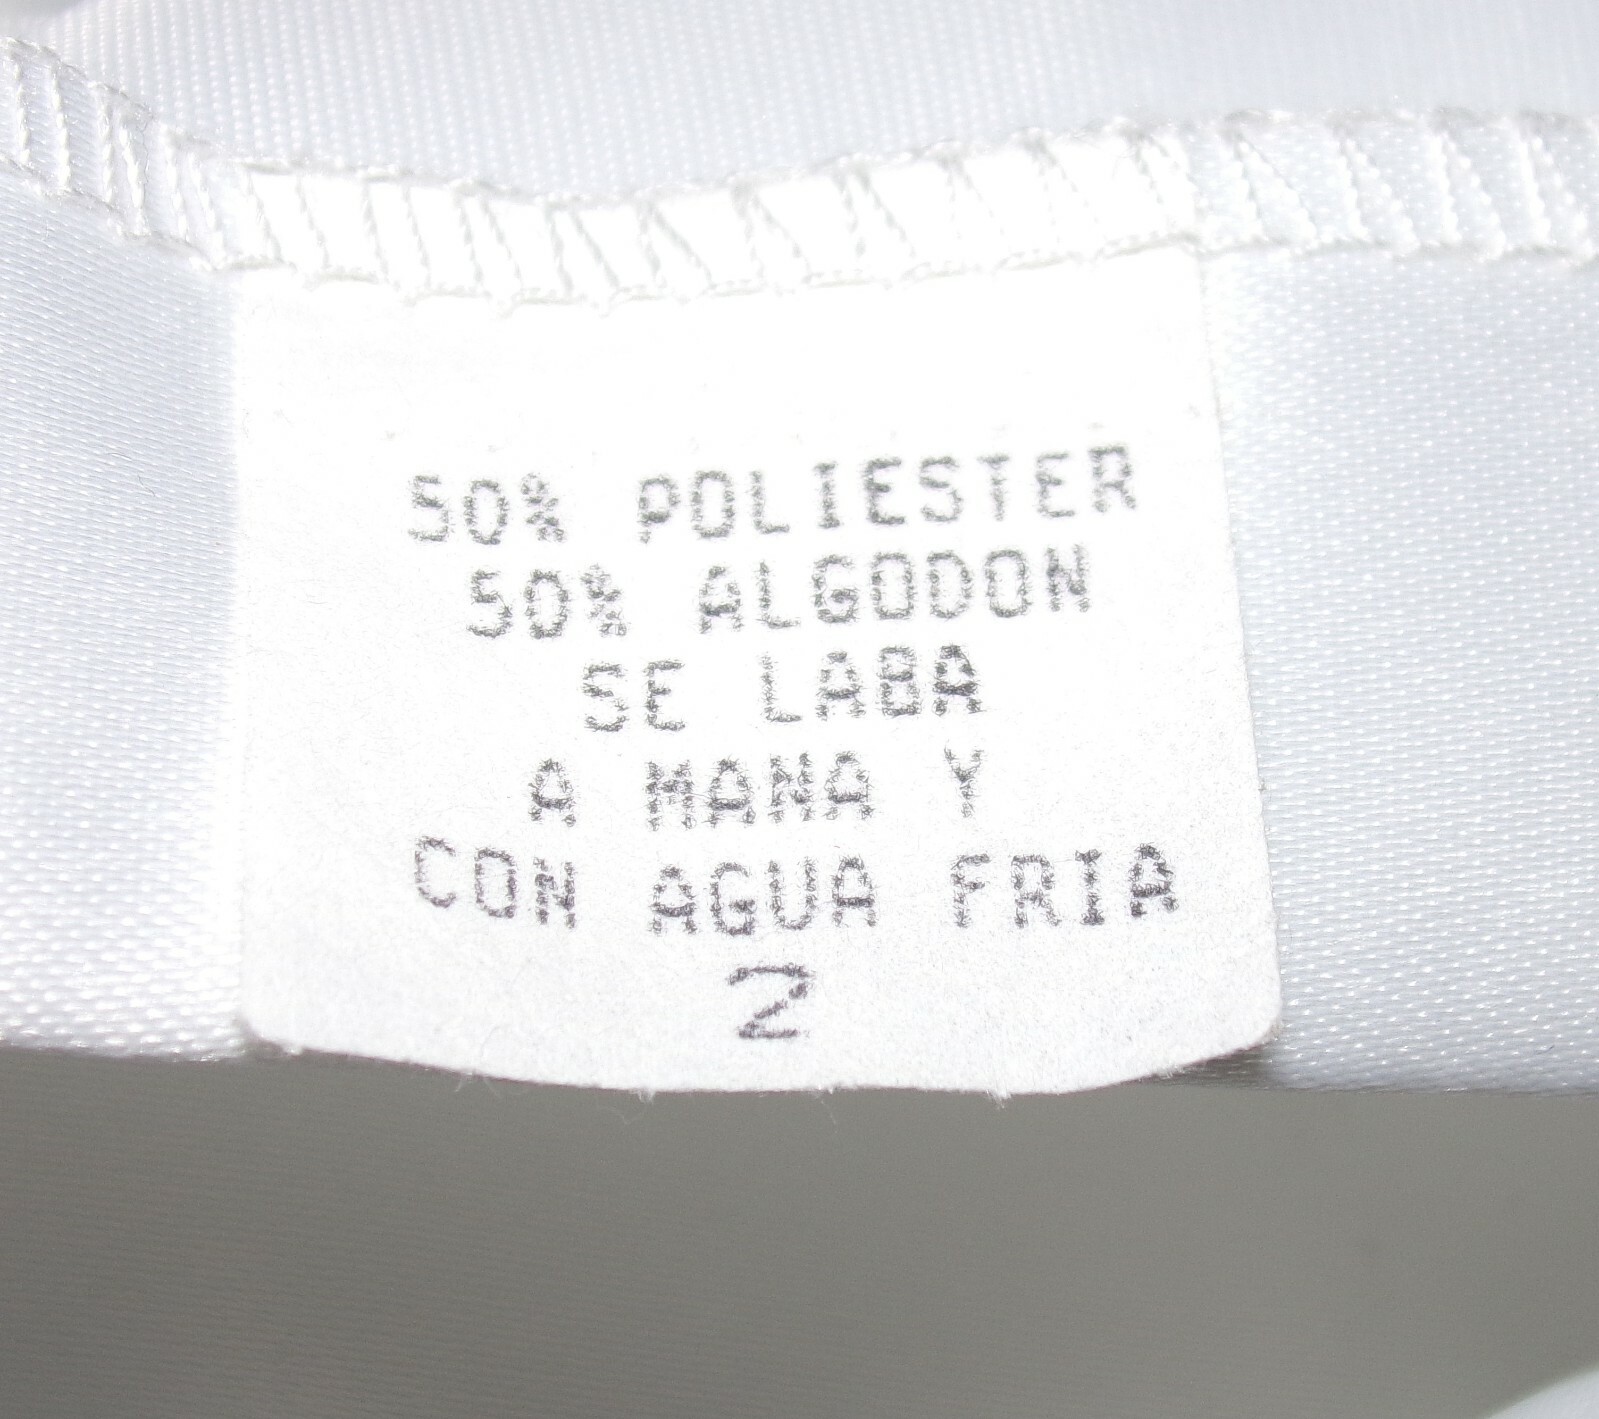 50% POLIESTER
50% ALGODON
SE LABA
A MANA Y
CON AGUA FRIA
2